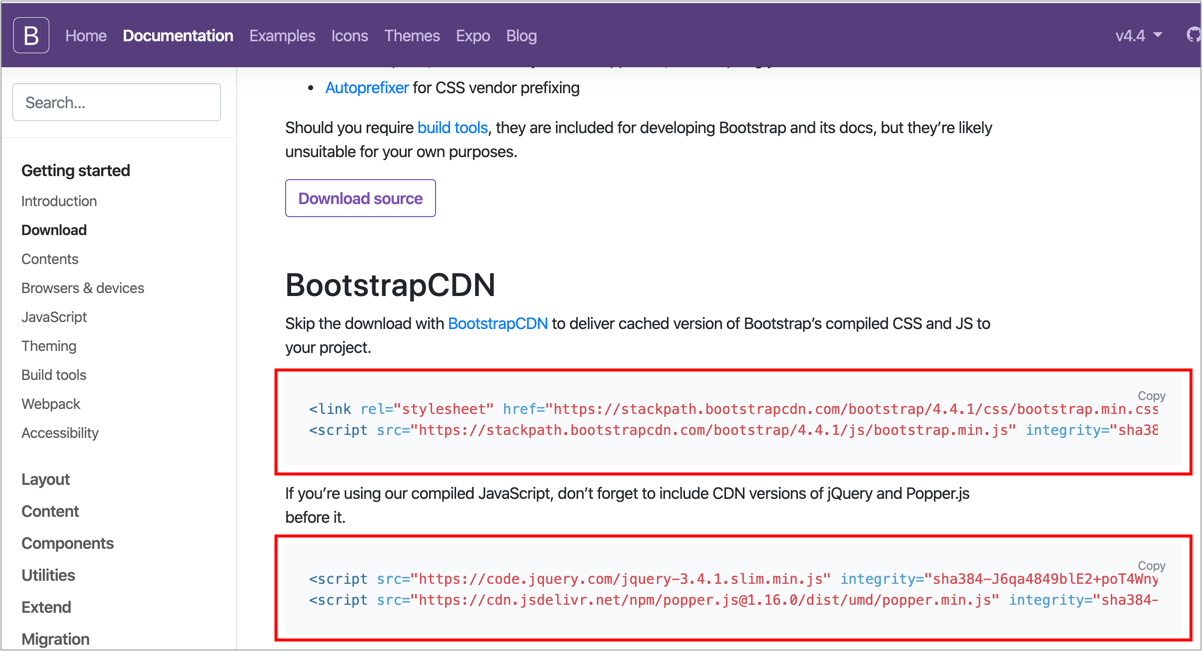 B Home Documentation Examples Icons Themes Expo Blog v4.4
Search...
Getting started
Introduction
Download
Contents
Browsers & devices
JavaScript
Theming
Build tools
Webpack
Accessibility
Layout
Content
Components
Utilities
Extend
Migration
• Autoprefixer for CSS vendor prefixing
Should you require build tools, they are included for developing Bootstrap and its docs, but they’re likely
unsuitable for your own purposes.
Download source
BootstrapCDN
Skip the download with BootstrapCDN to deliver cached version of Bootstrap’s compiled CSS and JS to
your project.
Copy
<link rel="stylesheet" href="https://stackpath.bootstrapcdn.com/bootstrap/4.4.1/css/bootstrap.min.css
<script src="https://stackpath.bootstrapcdn.com/bootstrap/4.4.1/js/bootstrap.min.js" integrity="sha38
If you’re using our compiled JavaScript, don’t forget to include CDN versions of jQuery and Popper.js
before it.
Copy
<script src="https://code.jquery.com/jquery-3.4.1.slim.min.js" integrity="sha384-J6qa4849blE2+poT4Wny
<script src="https://cdn.jsdelivr.net/npm/popper.js@1.16.0/dist/umd/popper.min.js" integrity="sha384-